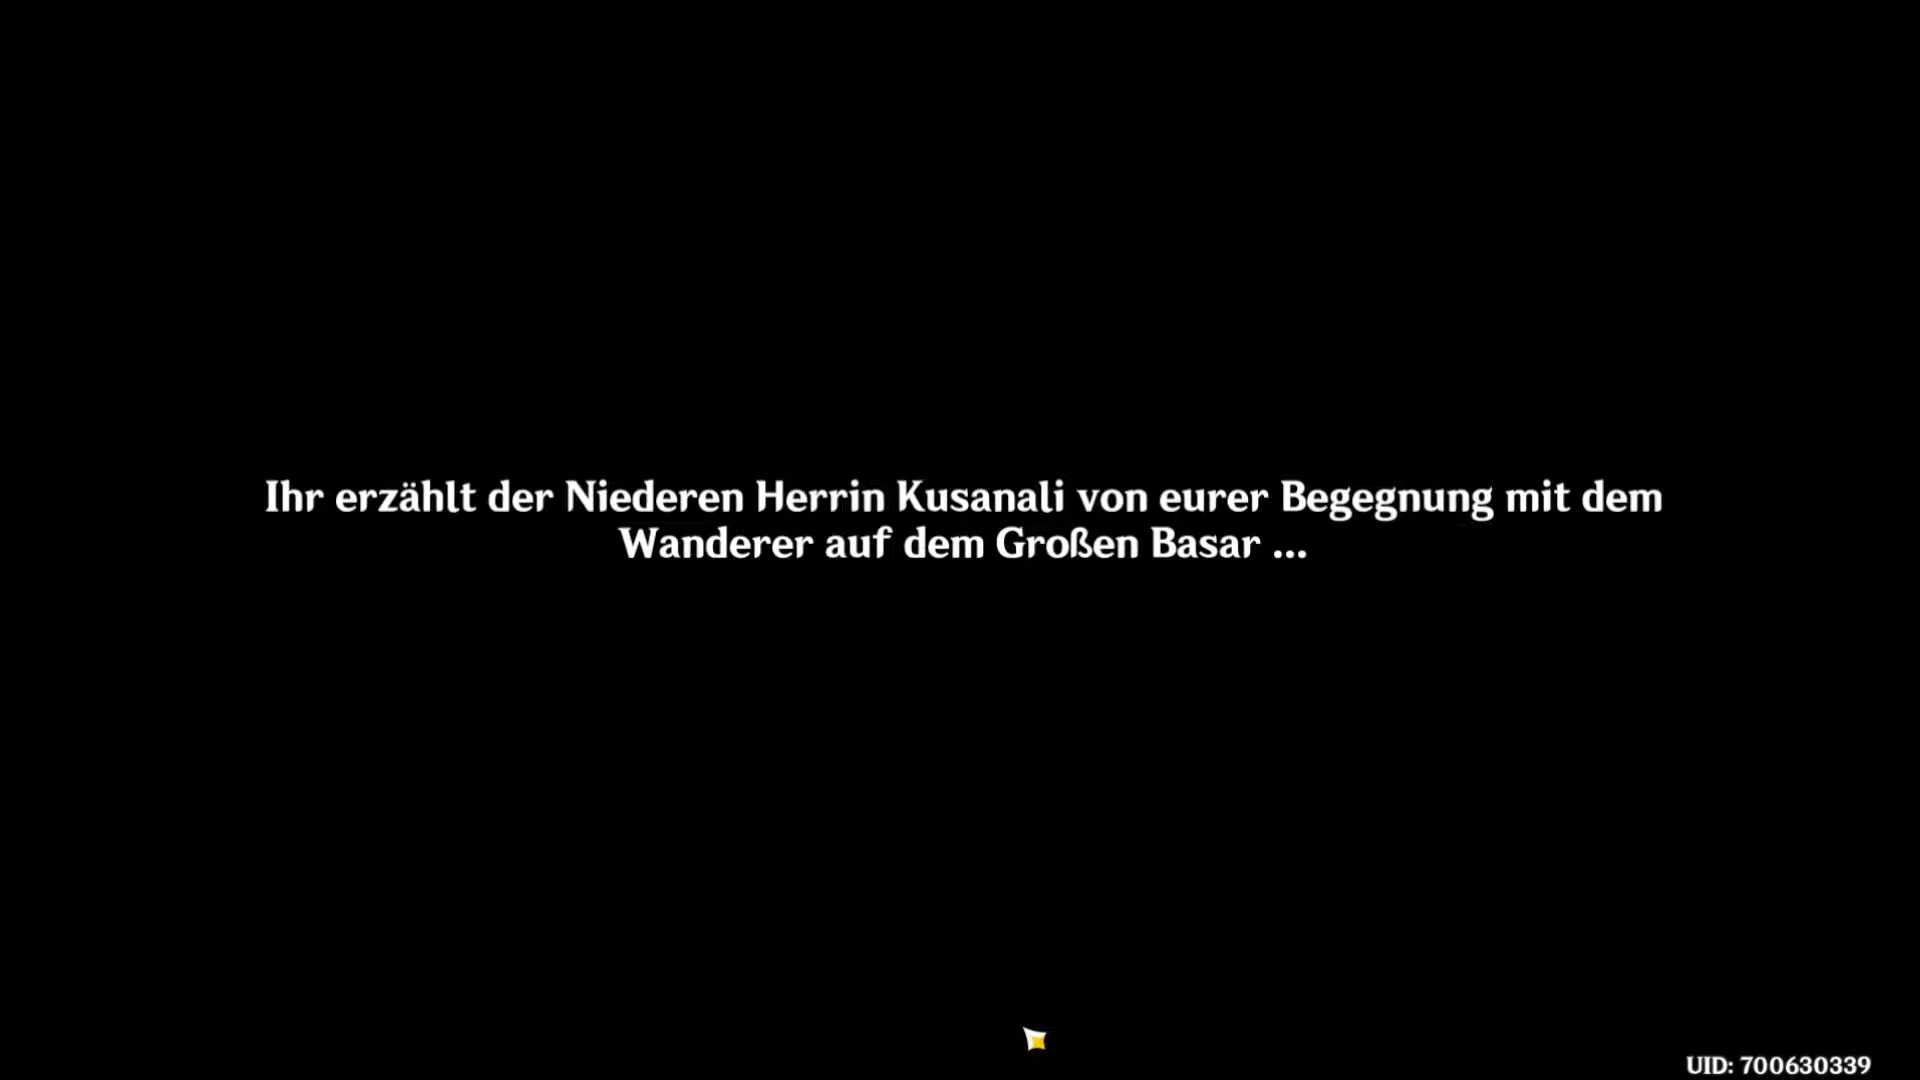 Ihr erzählt der Niederen Herrin Kusanali von eurer Begegnung mit dem
Wanderer auf dem Großen Basar ...
UID: 700630339